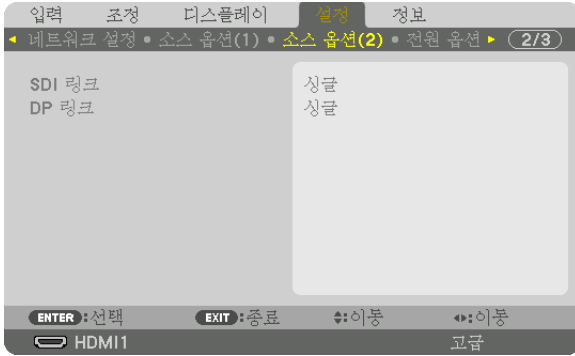 입력 조정 디스플레이 설정 정보
◂ 네트워크 설정 • 소스 옵션(1) • 소스 옵션(2) • 전원 옵션 ▸ 2/3
SDI 링크 싱글
DP 링크 싱글
ENTER :선택 EXIT :종료 :이동 :이동
HDMI1 고급